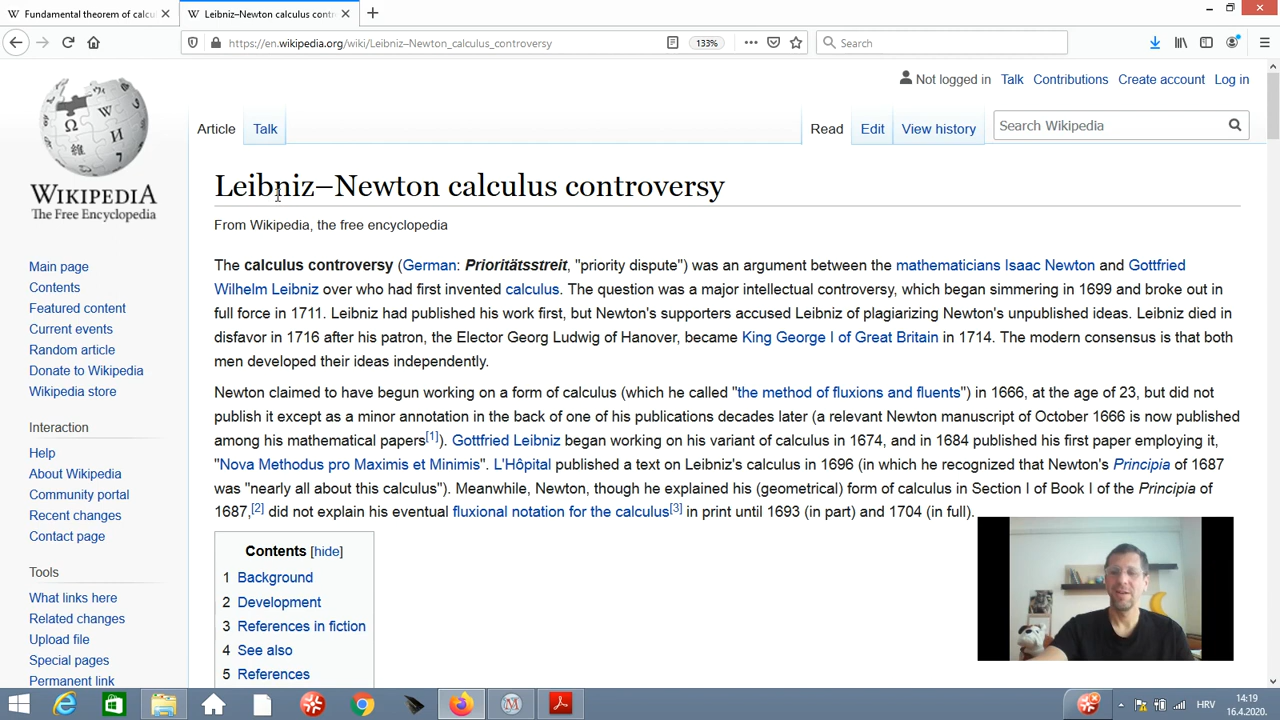 Fundamental theorem of calcu
Leibniz–Newton calculus contr
https://en.wikipedia.org/wiki/Leibniz–Newton_calculus_controversy
133%
Search
Not logged in Talk Contributions Create account Log in
Article Talk
Read Edit View history
Search Wikipedia
WIKIPEDIA
The Free Encyclopedia
Main page
Contents
Featured content
Current events
Random article
Donate to Wikipedia
Wikipedia store
Interaction
Help
About Wikipedia
Community portal
Recent changes
Contact page
Tools
What links here
Related changes
Upload file
Special pages
Permanent link
Leibniz–Newton calculus controversy
From Wikipedia, the free encyclopedia
The calculus controversy (German: Prioritätsstreit, "priority dispute") was an argument between the mathematicians Isaac Newton and Gottfried
Wilhelm Leibniz over who had first invented calculus. The question was a major intellectual controversy, which began simmering in 1699 and broke out in
full force in 1711. Leibniz had published his work first, but Newton's supporters accused Leibniz of plagiarizing Newton's unpublished ideas. Leibniz died in
disfavor in 1716 after his patron, the Elector Georg Ludwig of Hanover, became King George I of Great Britain in 1714. The modern consensus is that both
men developed their ideas independently.
Newton claimed to have begun working on a form of calculus (which he called "the method of fluxions and fluents") in 1666, at the age of 23, but did not
publish it except as a minor annotation in the back of one of his publications decades later (a relevant Newton manuscript of October 1666 is now published
among his mathematical papers[1]). Gottfried Leibniz began working on his variant of calculus in 1674, and in 1684 published his first paper employing it,
"Nova Methodus pro Maximis et Minimis". L'Hôpital published a text on Leibniz's calculus in 1696 (in which he recognized that Newton's Principia of 1687
was "nearly all about this calculus"). Meanwhile, Newton, though he explained his (geometrical) form of calculus in Section I of Book I of the Principia of
1687,[2] did not explain his eventual fluxional notation for the calculus[3] in print until 1693 (in part) and 1704 (in full).
Contents [hide]
1 Background
2 Development
3 References in fiction
4 See also
5 References
HRV
14:19
16.4.2020.